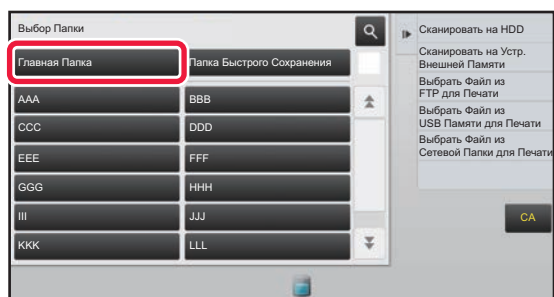 Выбор Папки
Главная Папка
Папка Быстрого Сохранения
AAA
BBB
CCC
DDD
EEE
FFF
GGG
HHH
III
JJJ
KKK
LLL
Сканировать на HDD
Сканировать на Устр.
Внешней Памяти
Выбрать Файл из
FTP для Печати
Выбрать Файл из
USB Памяти для Печати
Выбрать Файл из
Сетевой Папки для Печати
CA